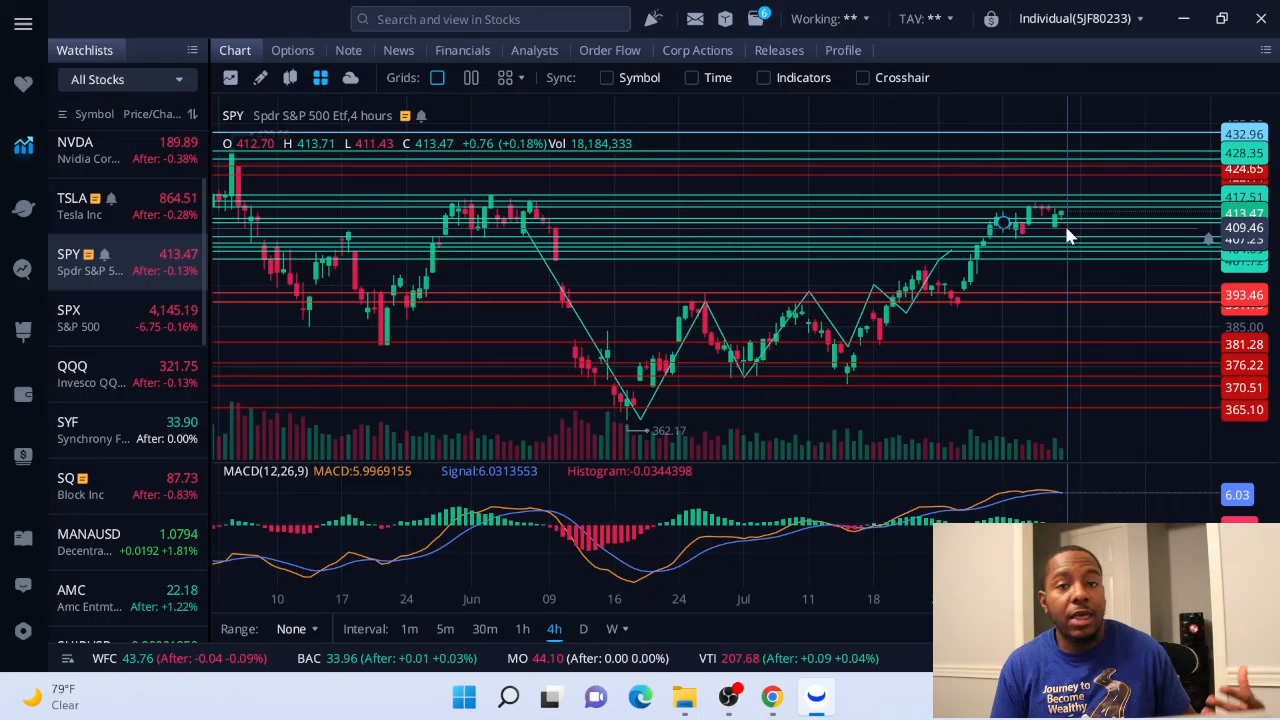 Search and view in Stocks
6
Working: **
TAV: **
Individual(5JF80233)
Watchlists
Chart Options Note News Financials Analysts Order Flow Corp Actions Releases Profile
All Stocks
Grids: Sync: Symbol Time Indicators Crosshair
Symbol Price/Cha...
SPY Spdr S&P 500 Etf,4 hours
O 412.70 H 413.71 L 411.43 C 413.47 +0.76 (+0.18%)Vol 18,184,333
NVDA 189.89
Nvidia Cor... After: -0.38%
TSLA 864.51
Tesla Inc After: -0.28%
SPY 413.47
Spdr S&P 5... After: -0.13%
SPX 4,145.19
S&P 500 -6.75 -0.16%
QQQ 321.75
Invesco QQ... After: -0.13%
SYF 33.90
Synchrony F... After: 0.00%
SQ 87.73
Block Inc After: -0.83%
MANAUSD 1.0794
Decentra... +0.0192 +1.81%
AMC 22.18
Amc Entmt... After: +1.22%
432.96
428.35
424.65
417.51
413.47
409.46
393.46
385.00
381.28
376.22
370.51
365.10
362.17
MACD(12,26,9) MACD:5.9969155 Signal:6.0313553 Histogram:-0.0344398
6.03
10 17 24 Jun 09 16 24 Jul 11 18
Range: None Interval: 1m 5m 30m 1h 4h D W
WFC 43.76 (After: -0.04 -0.09%) BAC 33.96 (After: +0.01 +0.03%) MO 44.10 (After: 0.00 0.00%) VTI 207.68 (After: +0.09 +0.04%)
Journey to
Become
Wealthy
79°F
Clear